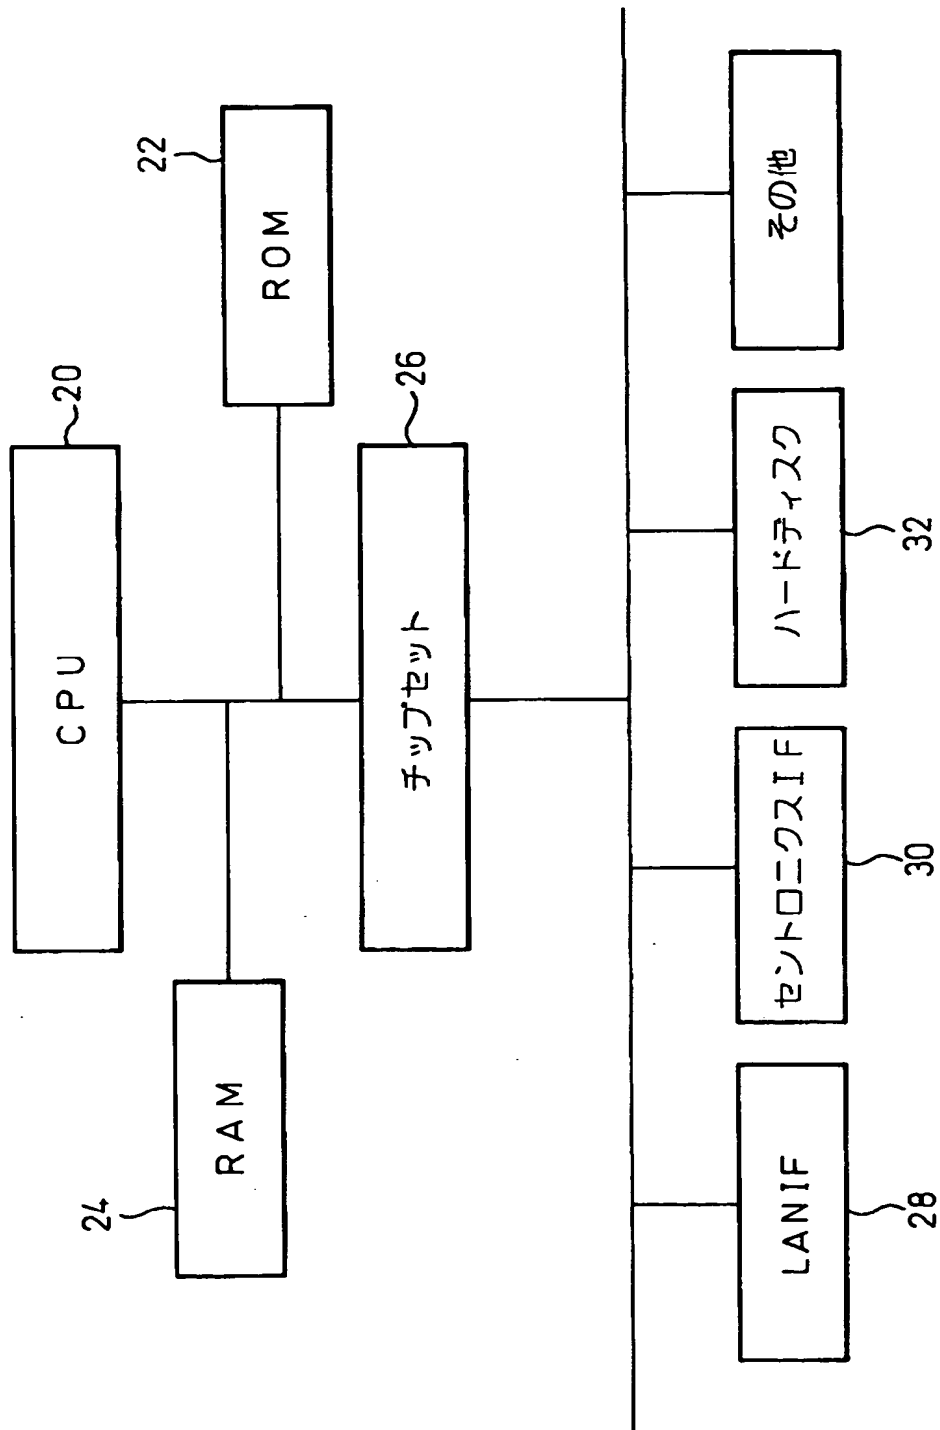 20
CPU
22
ROM
24
RAM
26
チップセット
LANIF
28
セントロニクスIF
30
ハードディスク
32
その他